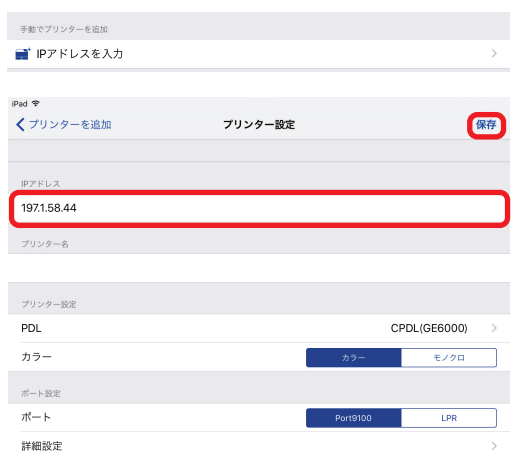 手動でプリンターを追加
IPアドレスを入力
iPad
プリンターを追加 プリンター設定 保存
IPアドレス
197.1.58.44
プリンター名
プリンター設定
PDL CPDL(GE6000)
カラー カラー モノクロ
ポート設定
ポート Port9100 LPR
詳細設定